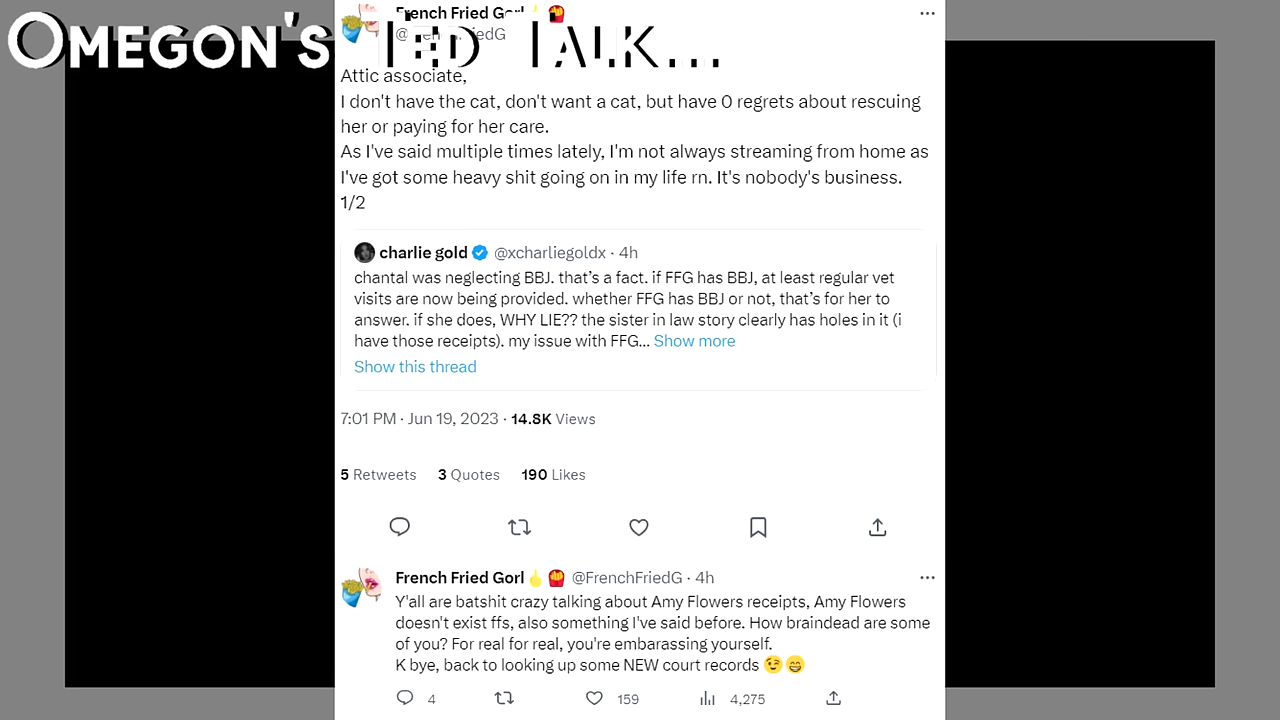 French Fried Gorl
OMEGON'S TED TALK...
Attic associate,
I don't have the cat, don't want a cat, but have 0 regrets about rescuing
her or paying for her care.
As I've said multiple times lately, I'm not always streaming from home as
I've got some heavy shit going on in my life rn. It's nobody's business.
1/2
charlie gold @xcharliegoldx · 4h
chantal was neglecting BBJ. that's a fact. if FFG has BBJ, at least regular vet
visits are now being provided. whether FFG has BBJ or not, that's for her to
answer. if she does, WHY LIE?? the sister in law story clearly has holes in it (i
have those receipts). my issue with FFG... Show more
Show this thread
7:01 PM · Jun 19, 2023 · 14.8K Views
5 Retweets 3 Quotes 190 Likes
French Fried Gorl @FrenchFriedG · 4h
Y'all are batshit crazy talking about Amy Flowers receipts, Amy Flowers
doesn't exist ffs, also something I've said before. How braindead are some
of you? For real for real, you're embarassing yourself.
K bye, back to looking up some NEW court records 😉😁
4 159 4,275